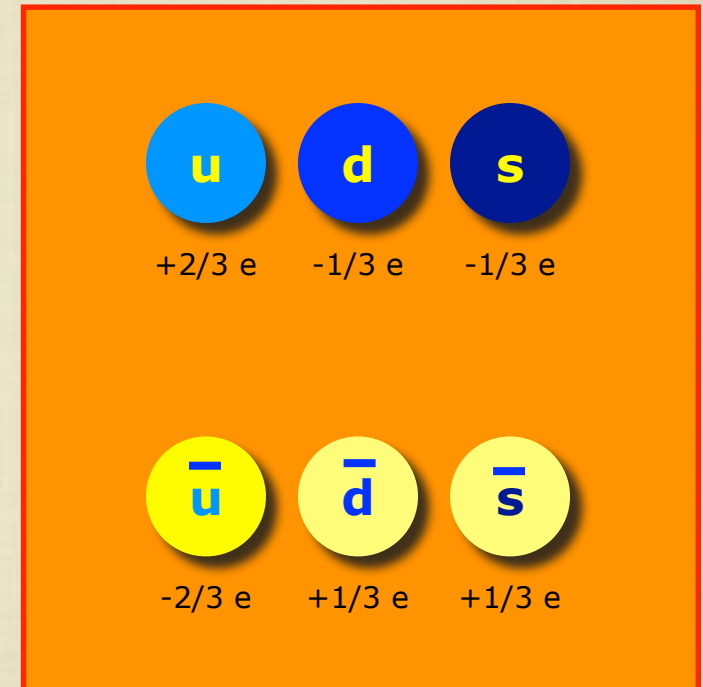 u d s
+2/3 e -1/3 e -1/3 e
u̅ d̅ s̅
-2/3 e +1/3 e +1/3 e